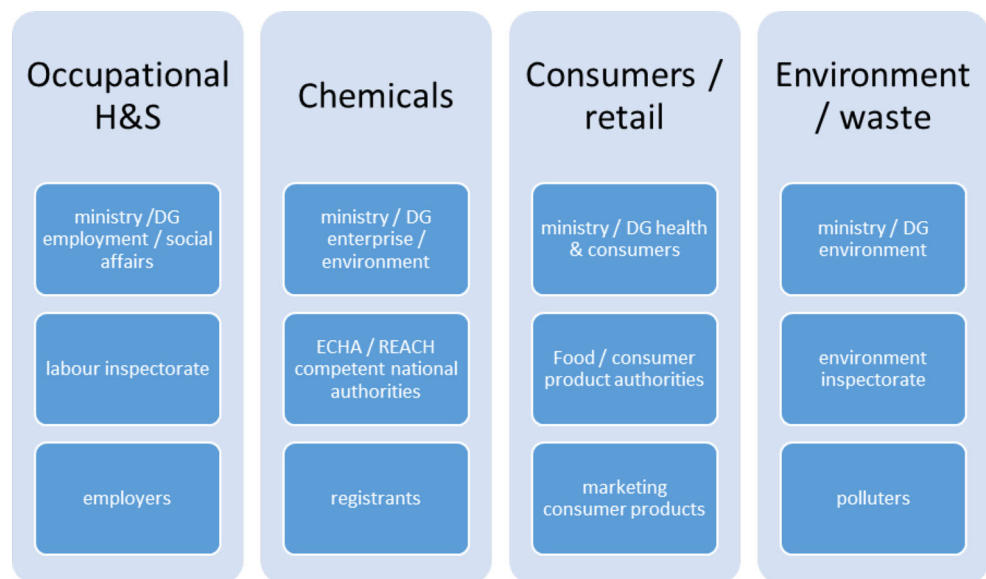 Occupational
H&S
ministry /DG
employment / social
affairs
labour inspectorate
employers
Chemicals
ministry / DG
enterprise /
environment
ECHA / REACH
competent national
authorities
registrants
Consumers /
retail
ministry / DG health
& consumers
Food / consumer
product authorities
marketing
consumer products
Environment
/ waste
ministry / DG
environment
environment
inspectorate
polluters